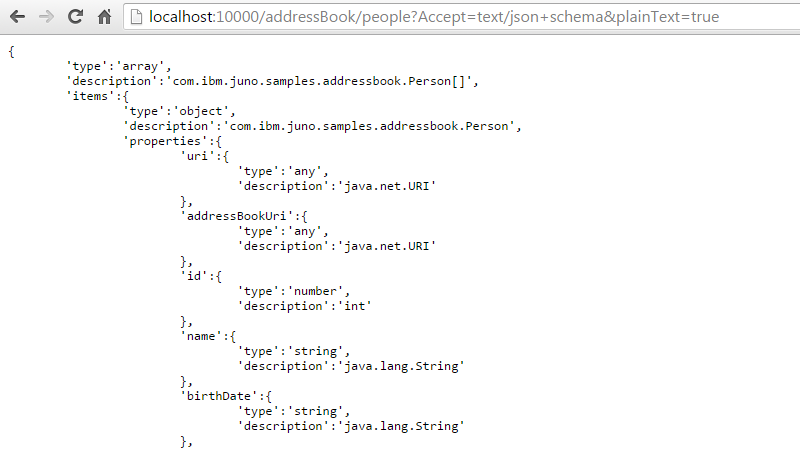 localhost:10000/addressBook/people?Accept=text/json+schema&plainText=true
{
	'type':'array',
	'description':'com.ibm.juno.samples.addressbook.Person[]',
	'items':{
		'type':'object',
		'description':'com.ibm.juno.samples.addressbook.Person',
		'properties':{
			'uri':{
				'type':'any',
				'description':'java.net.URI'
			},
			'addressBookUri':{
				'type':'any',
				'description':'java.net.URI'
			},
			'id':{
				'type':'number',
				'description':'int'
			},
			'name':{
				'type':'string',
				'description':'java.lang.String'
			},
			'birthDate':{
				'type':'string',
				'description':'java.lang.String'
			},